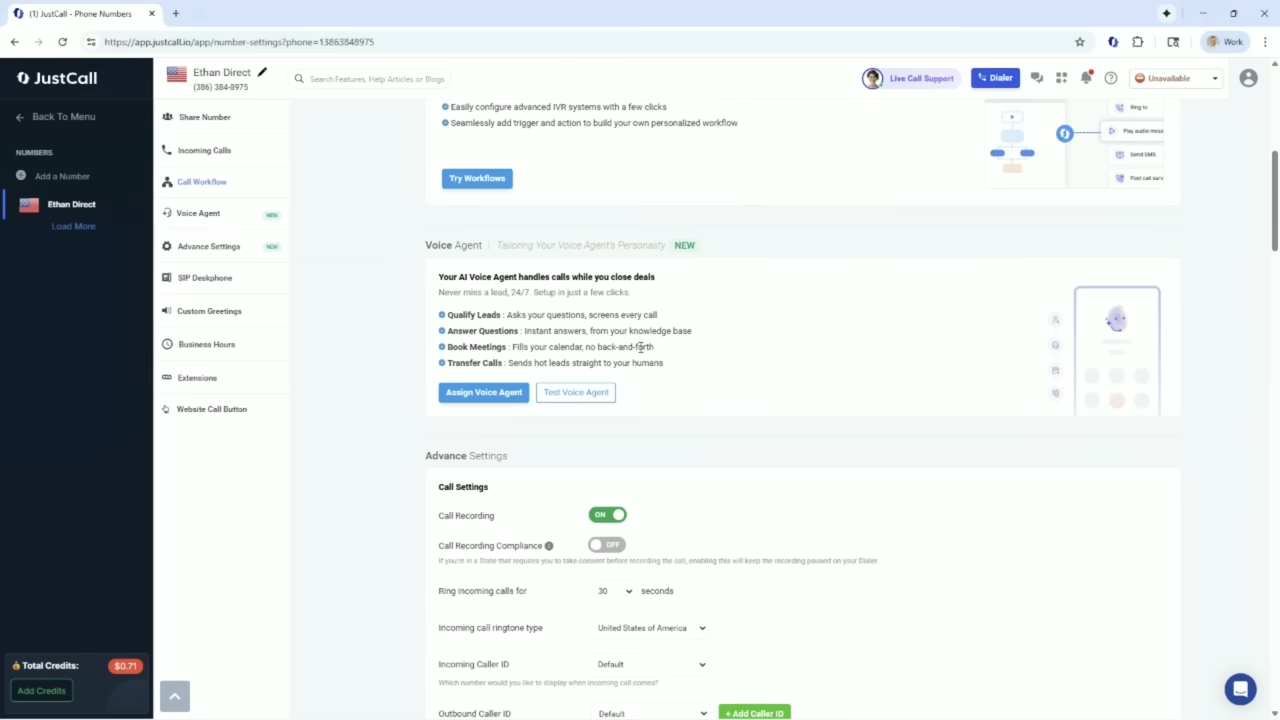 (1) JustCall - Phone Numbers
https://app.justcall.io/app/number-settings?phone=13863848975
Work
JustCall
Ethan Direct
(386) 384-8975
Search Features, Help Articles or Blogs
Live Call Support
Dialer
Unavailable
Back To Menu
NUMBERS
Add a Number
Ethan Direct
Load More
Total Credits:
$0.71
Add Credits
Share Number
Incoming Calls
Call Workflow
Voice Agent NEW
Advance Settings NEW
SIP Deskphone
Custom Greetings
Business Hours
Extensions
Website Call Button
Easily configure advanced IVR systems with a few clicks
Seamlessly add trigger and action to build your own personalized workflow
Try Workflows
Ring to
Play audio mess
Send SMS
Post call surv
Voice Agent | Tailoring Your Voice Agent's Personality NEW
Your AI Voice Agent handles calls while you close deals
Never miss a lead, 24/7. Setup in just a few clicks.
Qualify Leads : Asks your questions, screens every call
Answer Questions : Instant answers, from your knowledge base
Book Meetings : Fills your calendar, no back-and-forth
Transfer Calls : Sends hot leads straight to your humans
Assign Voice Agent
Test Voice Agent
Advance Settings
Call Settings
Call Recording ON
Call Recording Compliance OFF
If you're in a State that requires you to take consent before recording the call, enabling this will keep the recording paused on your Dialer.
Ring incoming calls for 30 seconds
Incoming call ringtone type United States of America
Incoming Caller ID Default
Which number would you like to display when incoming call comes?
Outbound Caller ID Default + Add Caller ID